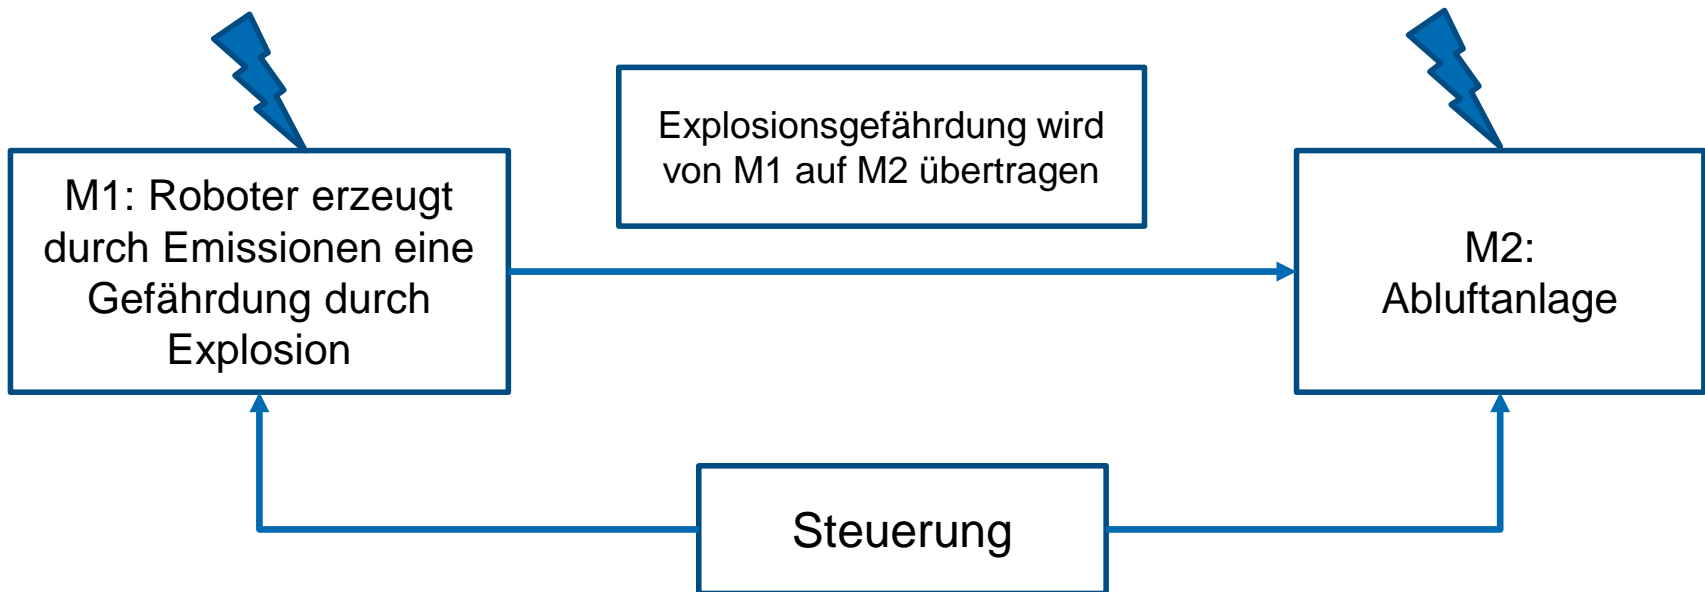 Explosionsgefährdung wird
von M1 auf M2 übertragen
M1: Roboter erzeugt
durch Emissionen eine
Gefährdung durch
Explosion
M2:
Abluftanlage
Steuerung